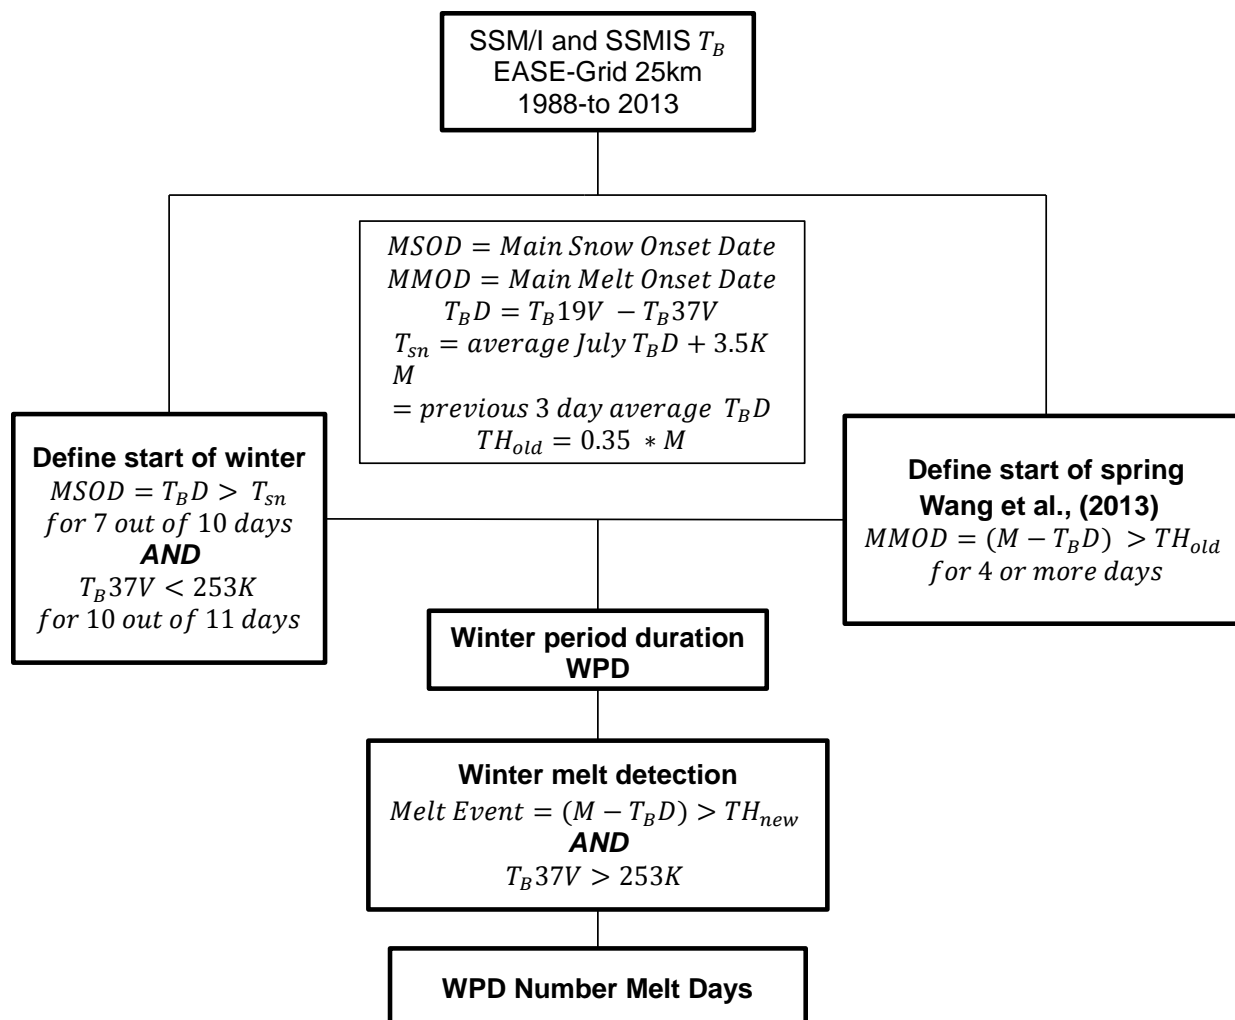 SSM/I and SSMIS T_B
EASE-Grid 25km
1988-to 2013
MSOD = Main Snow Onset Date
MMOD = Main Melt Onset Date
T_BD = T_B19V − T_B37V
T_sn = average July T_BD + 3.5K
M
= previous 3 day average T_BD
TH_old = 0.35 * M
Define start of winter
MSOD = T_BD > T_sn
for 7 out of 10 days
AND
T_B37V < 253K
for 10 out of 11 days
Define start of spring
Wang et al., (2013)
MMOD = (M − T_BD) > TH_old
for 4 or more days
Winter period duration
WPD
Winter melt detection
Melt Event = (M − T_BD) > TH_new
AND
T_B37V > 253K
WPD Number Melt Days